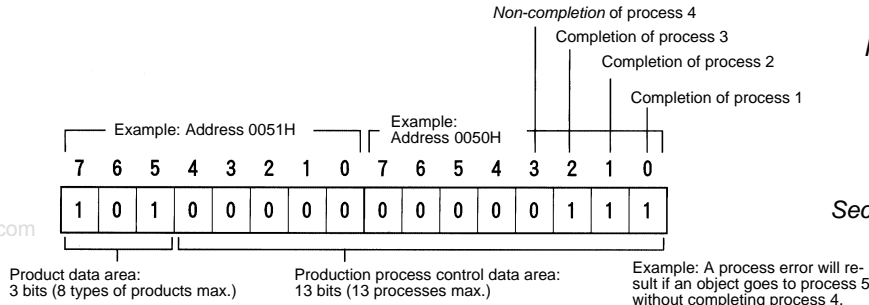 Non-completion of process 4
Completion of process 3
Completion of process 2
Completion of process 1
Example: Address 0051H
Example:
Address 0050H
7 6 5 4 3 2 1 0 7 6 5 4 3 2 1 0
1 0 1 0 0 0 0 0 0 0 0 0 0 1 1 1
Sec
com
Product data area:
3 bits (8 types of products max.)
Production process control data area:
13 bits (13 processes max.)
Example: A process error will re-
sult if an object goes to process 5
without completing process 4.